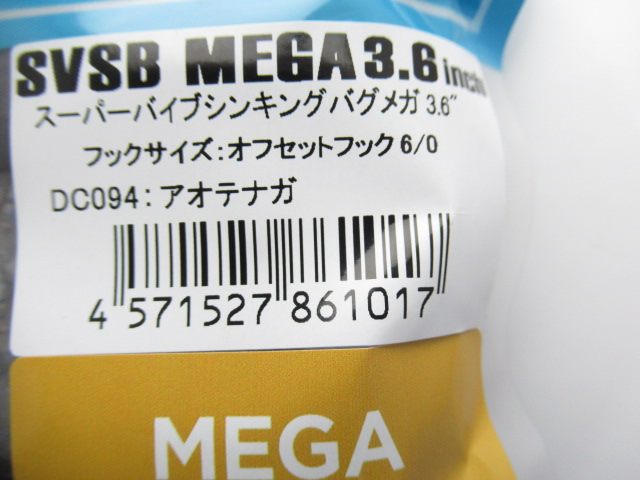 SVSB MEGA 3.6 inch
スーパーバイブシンキングバグメガ 3.6"
フックサイズ:オフセットフック 6/0
DC094: アオテナガ
4 571527 861017
MEGA